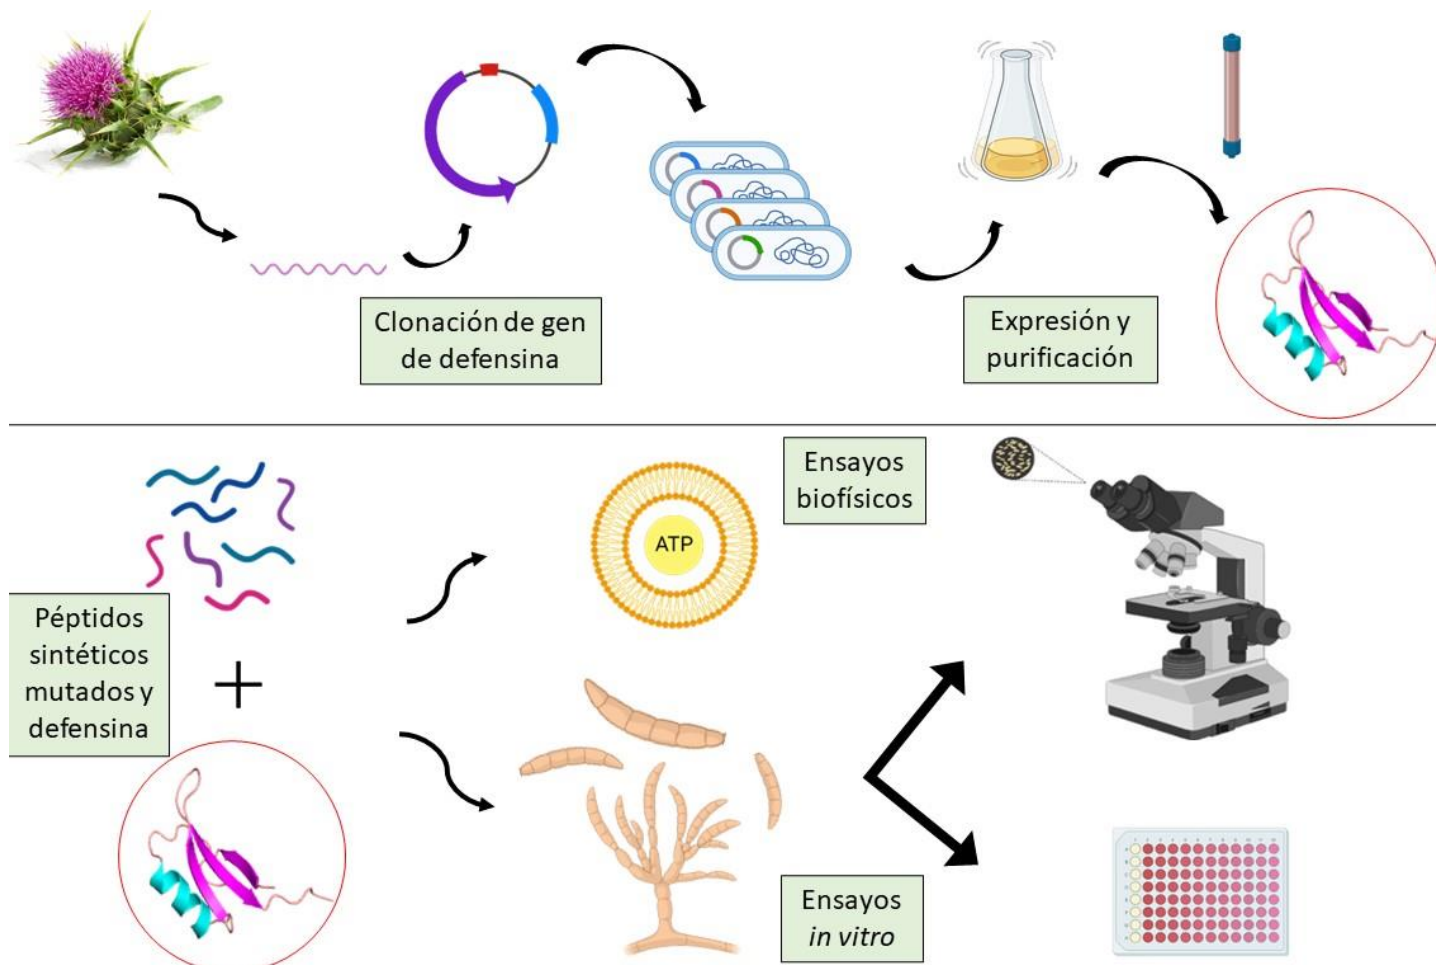 Clonación de gen
de defensina
Expresión y
purificación
Péptidos
sintéticos
mutados y
defensina
ATP
Ensayos
biofísicos
Ensayos
in vitro